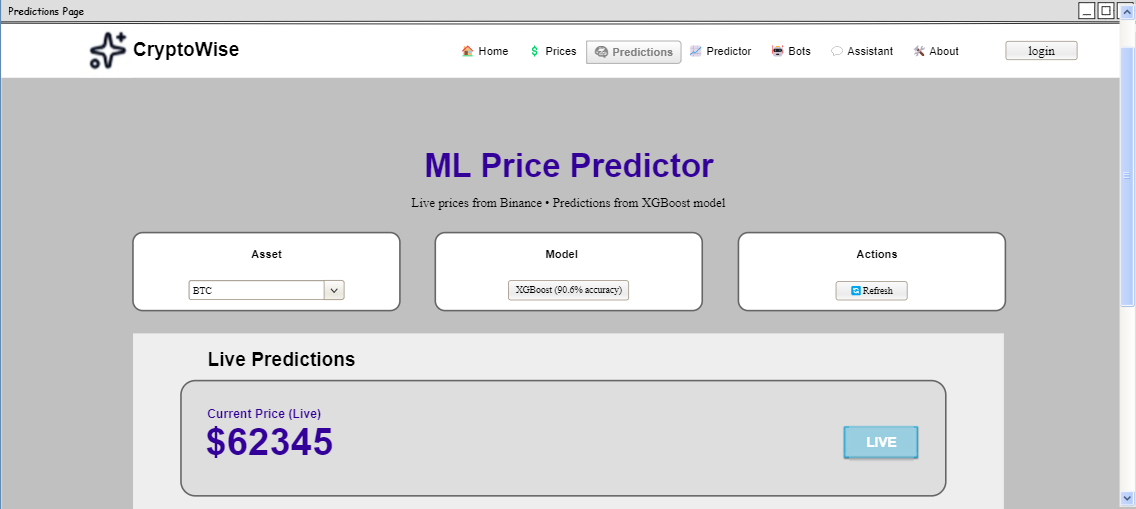 Predictions Page
CryptoWise
Home
Prices
Predictions
Predictor
Bots
Assistant
About
login
ML Price Predictor
Live prices from Binance • Predictions from XGBoost model
Asset
BTC
Model
XGBoost (90.6% accuracy)
Actions
Refresh
Live Predictions
Current Price (Live)
$62345
LIVE